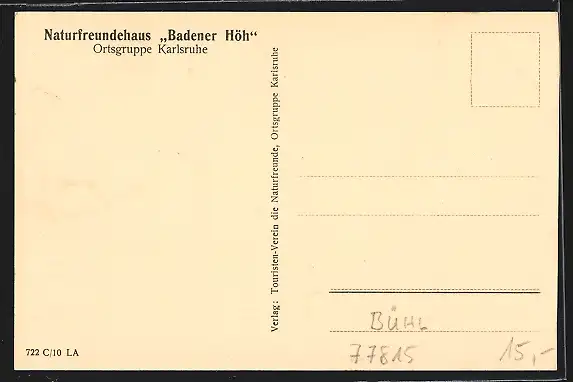 Naturfreundehaus „Badener Höh“
Ortsgruppe Karlsruhe
Verlag: Touristen-Verein die Naturfreunde, Ortsgruppe Karlsruhe
BÜHL
77815
15,-
722 C/10 LA